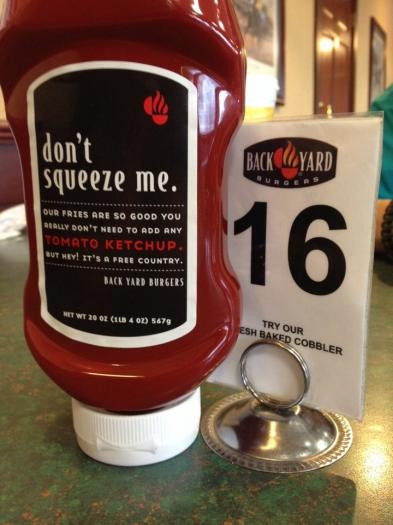 don't
squeeze me.
OUR FRIES ARE SO GOOD YOU
REALLY DON'T NEED TO ADD ANY
TOMATO KETCHUP.
BUT HEY! IT'S A FREE COUNTRY.
BACK YARD BURGERS
NET WT 20 OZ (1LB 4 OZ) 567g
BACK YARD
BURGERS
16
TRY OUR
ESH BAKED COBBLER